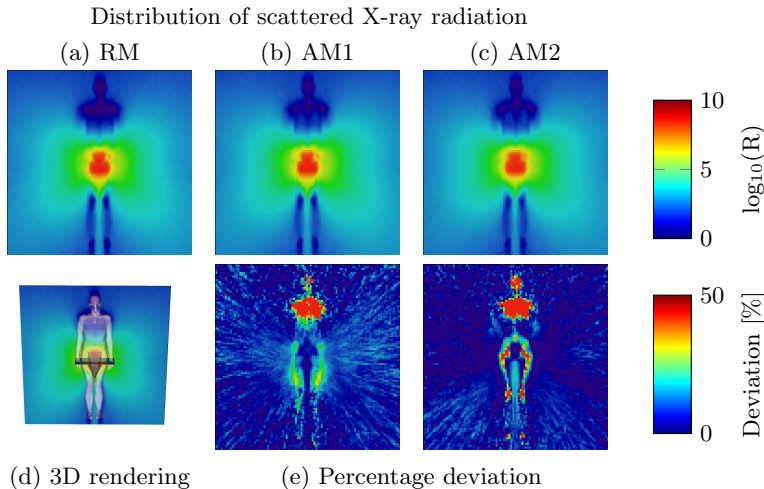 Distribution of scattered X-ray radiation
(a) RM (b) AM1 (c) AM2
10
5
0
log₁₀(R)
50
0
Deviation [%]
(d) 3D rendering (e) Percentage deviation